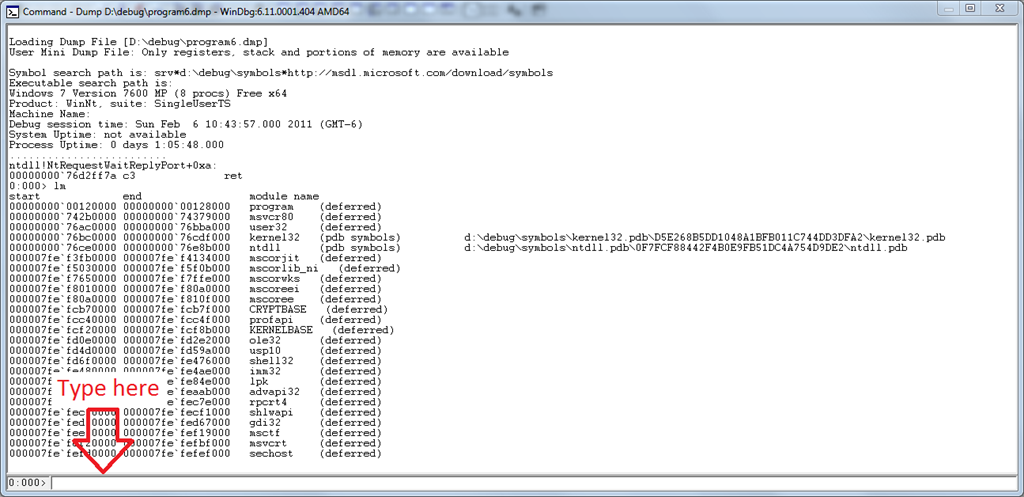 Command - Dump D:\debug\program6.dmp - WinDbg:6.11.0001.404 AMD64
Loading Dump File [D:\debug\program6.dmp]
User Mini Dump File: Only registers, stack and portions of memory are available
Symbol search path is: srv*d:\debug\symbols*http://msdl.microsoft.com/download/symbols
Executable search path is:
Windows 7 Version 7600 MP (8 procs) Free x64
Product: WinNt, suite: SingleUserTS
Machine Name:
Debug session time: Sun Feb  6 10:43:57.000 2011 (GMT-6)
System Uptime: not available
Process Uptime: 0 days 1:05:48.000
.........................
ntdll!NtRequestWaitReplyPort+0xa:
00000000`76d2ff7a c3              ret
0:000> lm
start             end                 module name
00000000`00120000 00000000`00128000   program    (deferred)
00000000`742b0000 00000000`74379000   msvcr80    (deferred)
00000000`76ac0000 00000000`76bba000   user32     (deferred)
00000000`76bc0000 00000000`76cdf000   kernel32   (pdb symbols)          d:\debug\symbols\kernel32.pdb\D5E268B5DD1048A1BFB011C744DD3DFA2\kernel32.pdb
00000000`76ce0000 00000000`76e8b000   ntdll      (pdb symbols)          d:\debug\symbols\ntdll.pdb\0F7FCF88442F4B0E9FB51DC4A754D9DE2\ntdll.pdb
000007fe`f3fb0000 000007fe`f4134000   mscorjit   (deferred)
000007fe`f5030000 000007fe`f5f0b000   mscorlib_ni   (deferred)
000007fe`f7650000 000007fe`f7ffe000   mscorwks   (deferred)
000007fe`f8010000 000007fe`f80a0000   mscoreei   (deferred)
000007fe`f80a0000 000007fe`f810f000   mscoree    (deferred)
000007fe`fcb70000 000007fe`fcb7f000   CRYPTBASE   (deferred)
000007fe`fcc40000 000007fe`fcc4f000   profapi    (deferred)
000007fe`fcf20000 000007fe`fcf8b000   KERNELBASE   (deferred)
000007fe`fd0e0000 000007fe`fd2e2000   ole32      (deferred)
000007fe`fd4d0000 000007fe`fd59a000   usp10      (deferred)
000007fe`fd6f0000 000007fe`fe476000   shell32    (deferred)
000007fe`fe480000 000007fe`fe4ae000   imm32      (deferred)
000007f e`fe84e000   lpk        (deferred)
000007f e`feaab000   advapi32   (deferred)
000007f e`fec7e000   rpcrt4     (deferred)
Type here
000007fe`fec 0000 000007fe`fecf1000   shlwapi    (deferred)
000007fe`fed 0000 000007fe`fed67000   gdi32      (deferred)
000007fe`fee 0000 000007fe`fef19000   msctf      (deferred)
000007fe` 20000 000007fe`fefbf000   msvcrt     (deferred)
000007fe`fef 0000 000007fe`fefef000   sechost    (deferred)
0:000>